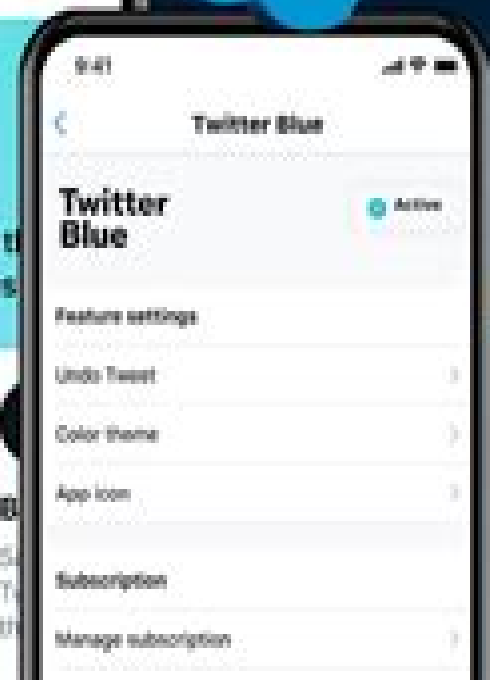 9:41
Twitter Blue
Twitter
Blue
Active
Feature settings
Undo Tweet
Color theme
App icon
Subscription
Manage subscription